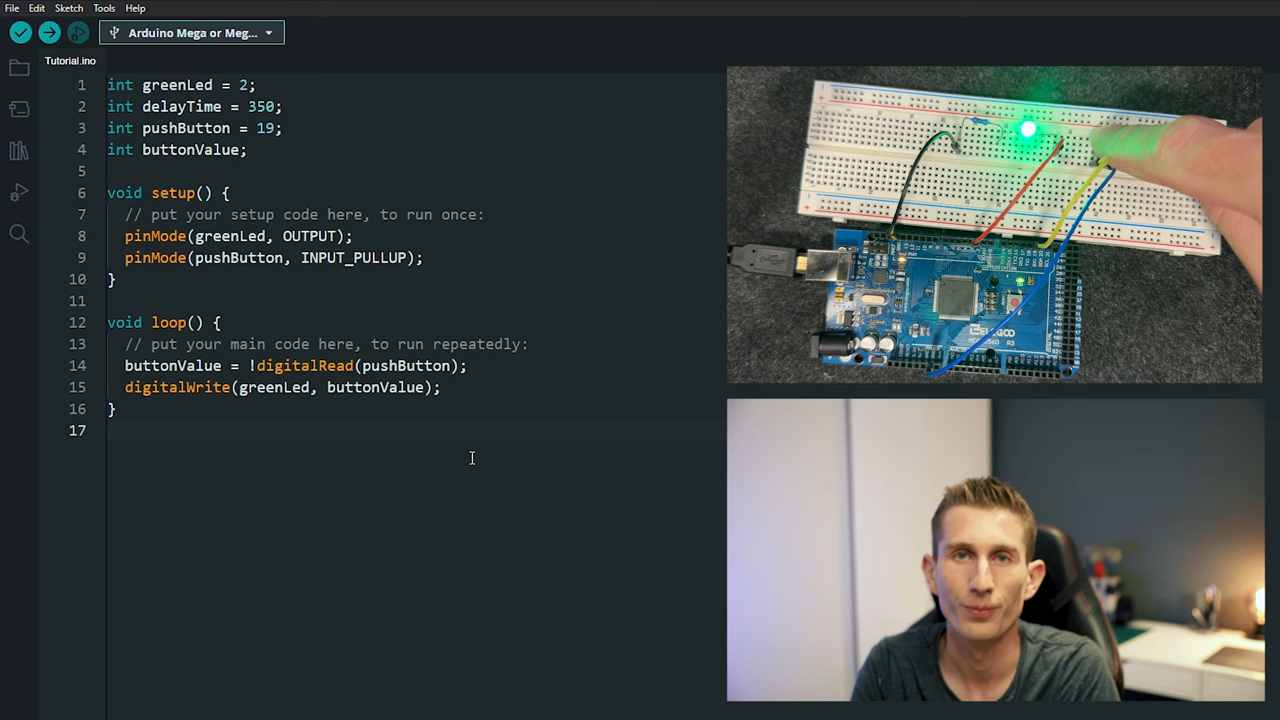 File Edit Sketch Tools Help
Arduino Mega or Meg...
Tutorial.ino
1 int greenLed = 2;
2 int delayTime = 350;
3 int pushButton = 19;
4 int buttonValue;
5
6 void setup() {
7 // put your setup code here, to run once:
8 pinMode(greenLed, OUTPUT);
9 pinMode(pushButton, INPUT_PULLUP);
10 }
11
12 void loop() {
13 // put your main code here, to run repeatedly:
14 buttonValue = !digitalRead(pushButton);
15 digitalWrite(greenLed, buttonValue);
16 }
17
COMMUNICATION
ELEGOO
R3